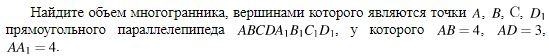 Найдите объем многогранника, вершинами которого являются точки A, B, C, D₁
прямоугольного параллелепипеда ABCDA₁B₁C₁D₁, у которого AB = 4, AD = 3,
AA₁ = 4.